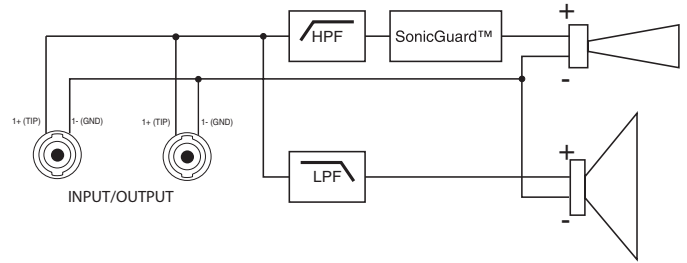 +
HPF
SonicGuard™
-
1+ (TIP)
1- (GND)
1+ (TIP)
1- (GND)
+
LPF
INPUT/OUTPUT
-